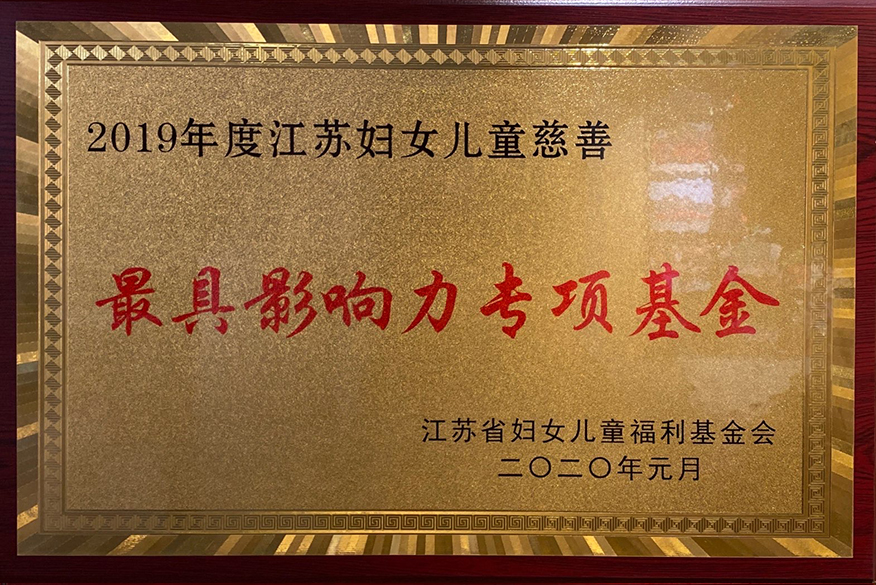 2019年度江苏妇女儿童慈善
最具影响力专项基金
江苏省妇女儿童福利基金会
二〇二〇年元月